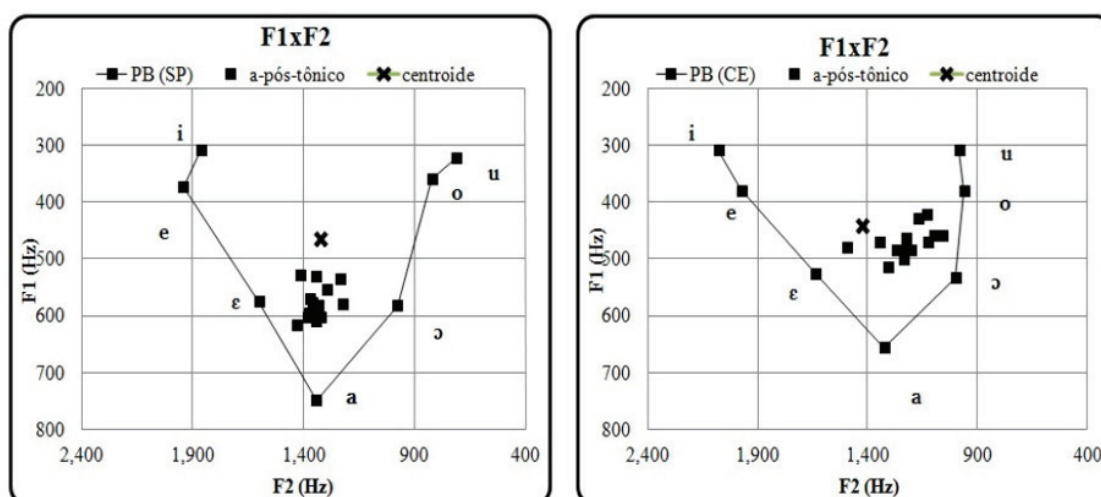 F1xF2
PB (SP) a-pós-tônico centroide
200
300
400
500
600
700
800
F1 (Hz)
i
e
ɛ
a
ɔ
o
u
2,400 1,900 1,400 900 400
F2 (Hz)
F1xF2
PB (CE) a-pós-tônico centroide
200
300
400
500
600
700
800
F1 (Hz)
i
e
ɛ
a
ɔ
o
u
2,400 1,900 1,400 900 400
F2 (Hz)